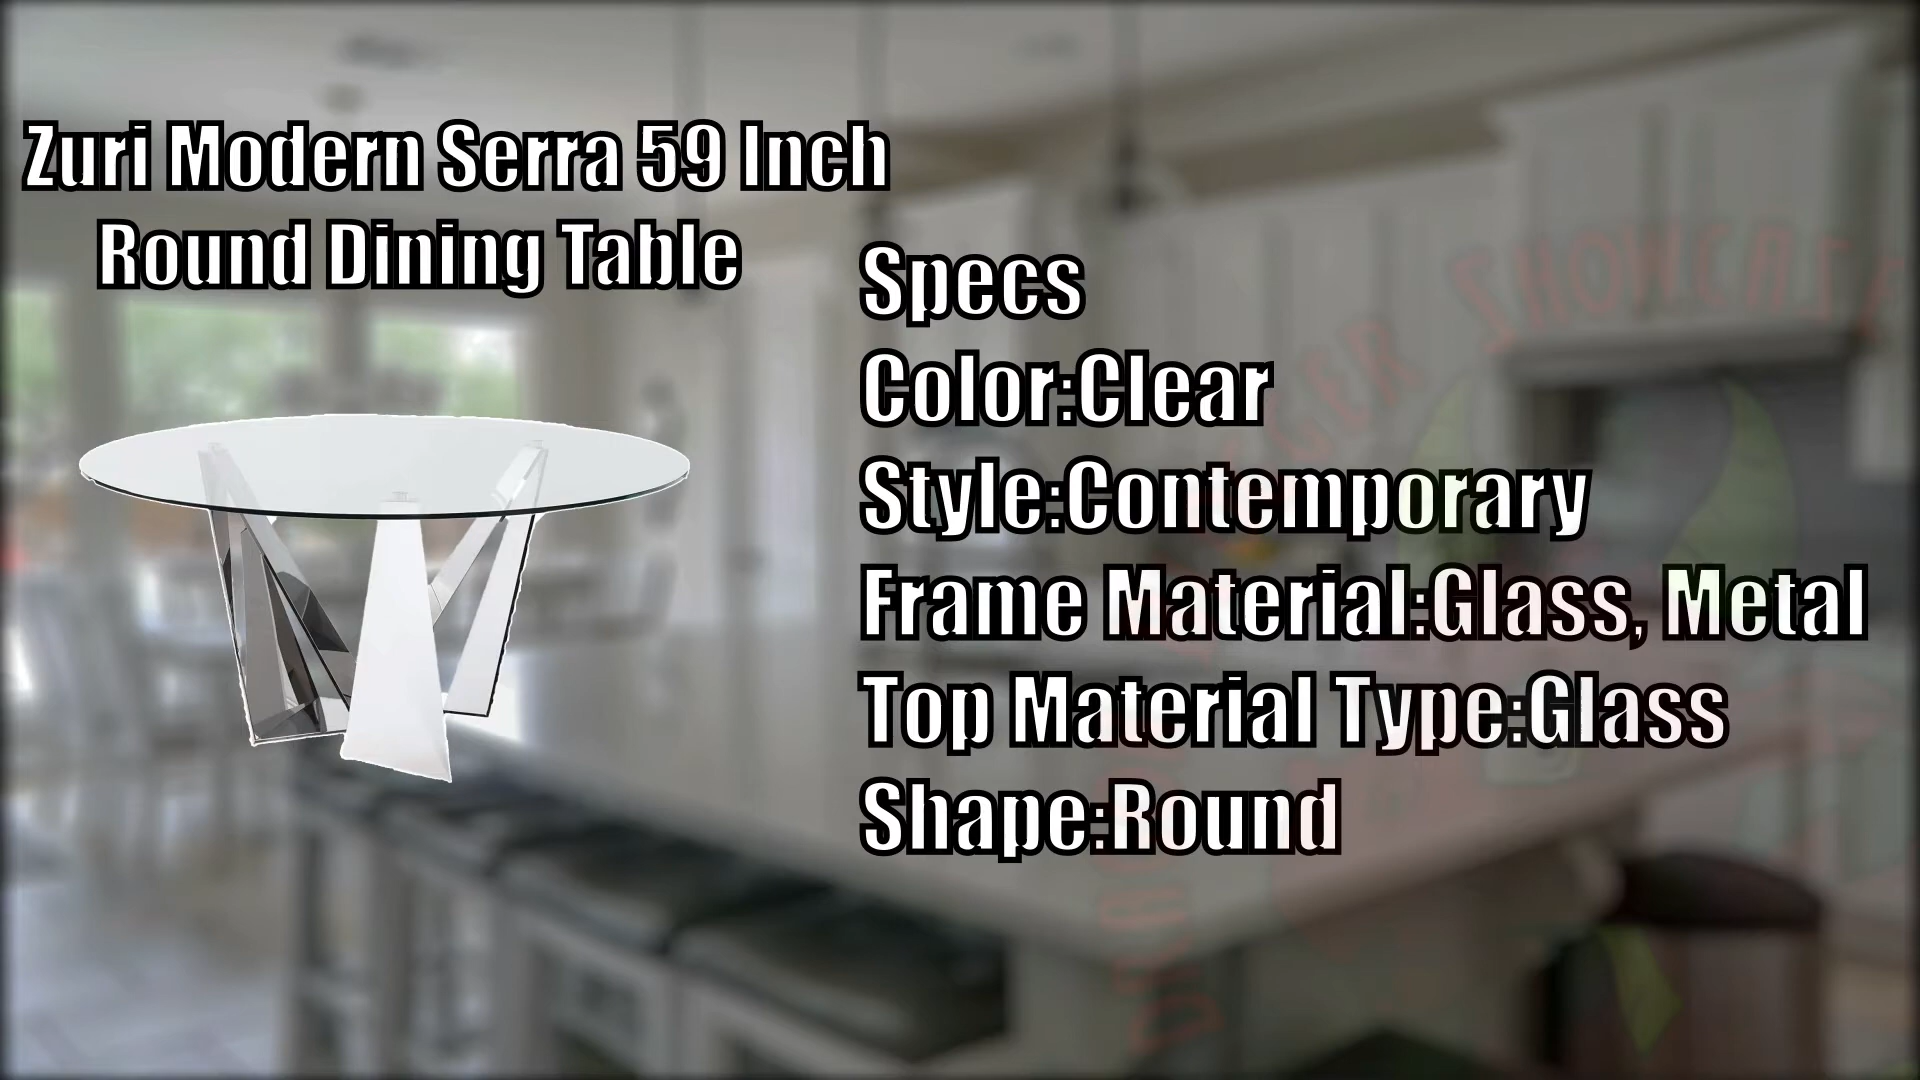 Zuri Modern Serra 59 Inch
Round Dining Table
Specs
Color:Clear
Style:Contemporary
Frame Material:Glass, Metal
Top Material Type:Glass
Shape:Round
SHOWCASE